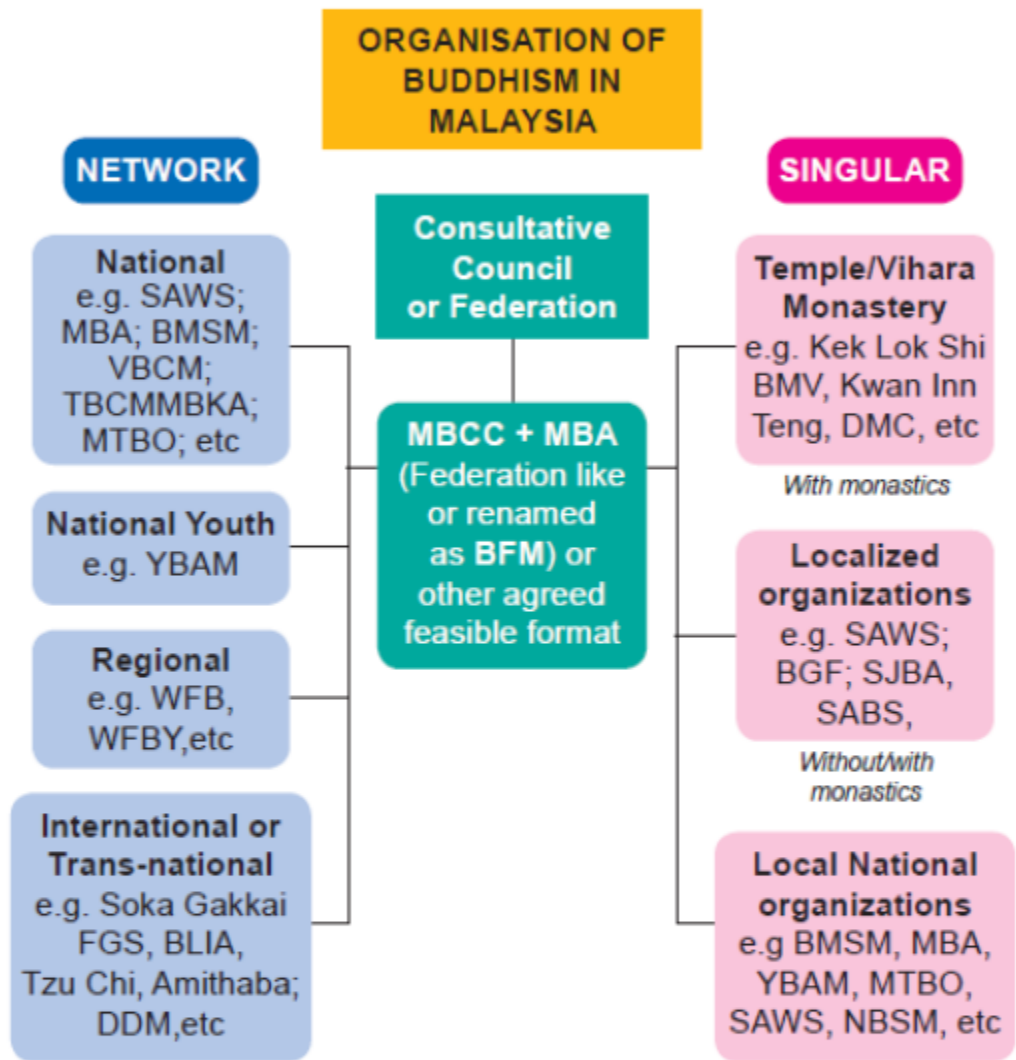 ORGANISATION OF
BUDDHISM IN
MALAYSIA
NETWORK
National
e.g. SAWS;
MBA; BMSM;
VBCM;
TBCMMBKA;
MTBO; etc
National Youth
e.g. YBAM
Regional
e.g. WFB,
WFBY,etc
International or
Trans-national
e.g. Soka Gakkai
FGS, BLIA,
Tzu Chi, Amithaba;
DDM,etc
Consultative
Council
or Federation
MBCC + MBA
(Federation like
or renamed
as BFM) or
other agreed
feasible format
SINGULAR
Temple/Vihara
Monastery
e.g. Kek Lok Shi
BMV, Kwan Inn
Teng, DMC, etc
With monastics
Localized
organizations
e.g. SAWS;
BGF; SJBA,
SABS,
Without/with
monastics
Local National
organizations
e.g BMSM, MBA,
YBAM, MTBO,
SAWS, NBSM, etc